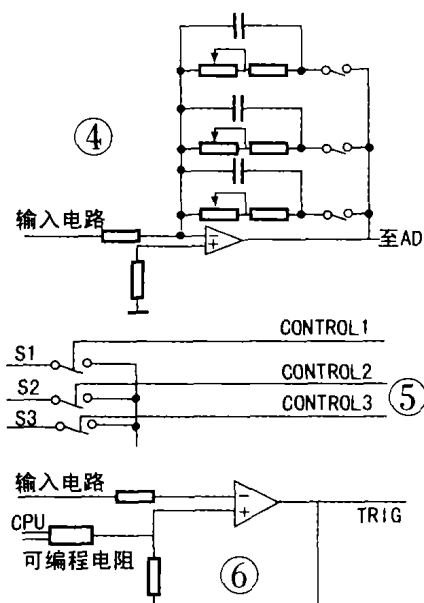 ④
输入电路
至AD
CONTROL1
S1
CONTROL2
S2
CONTROL3
⑤
S3
输入电路
TRIG
CPU
可编程电阻
⑥